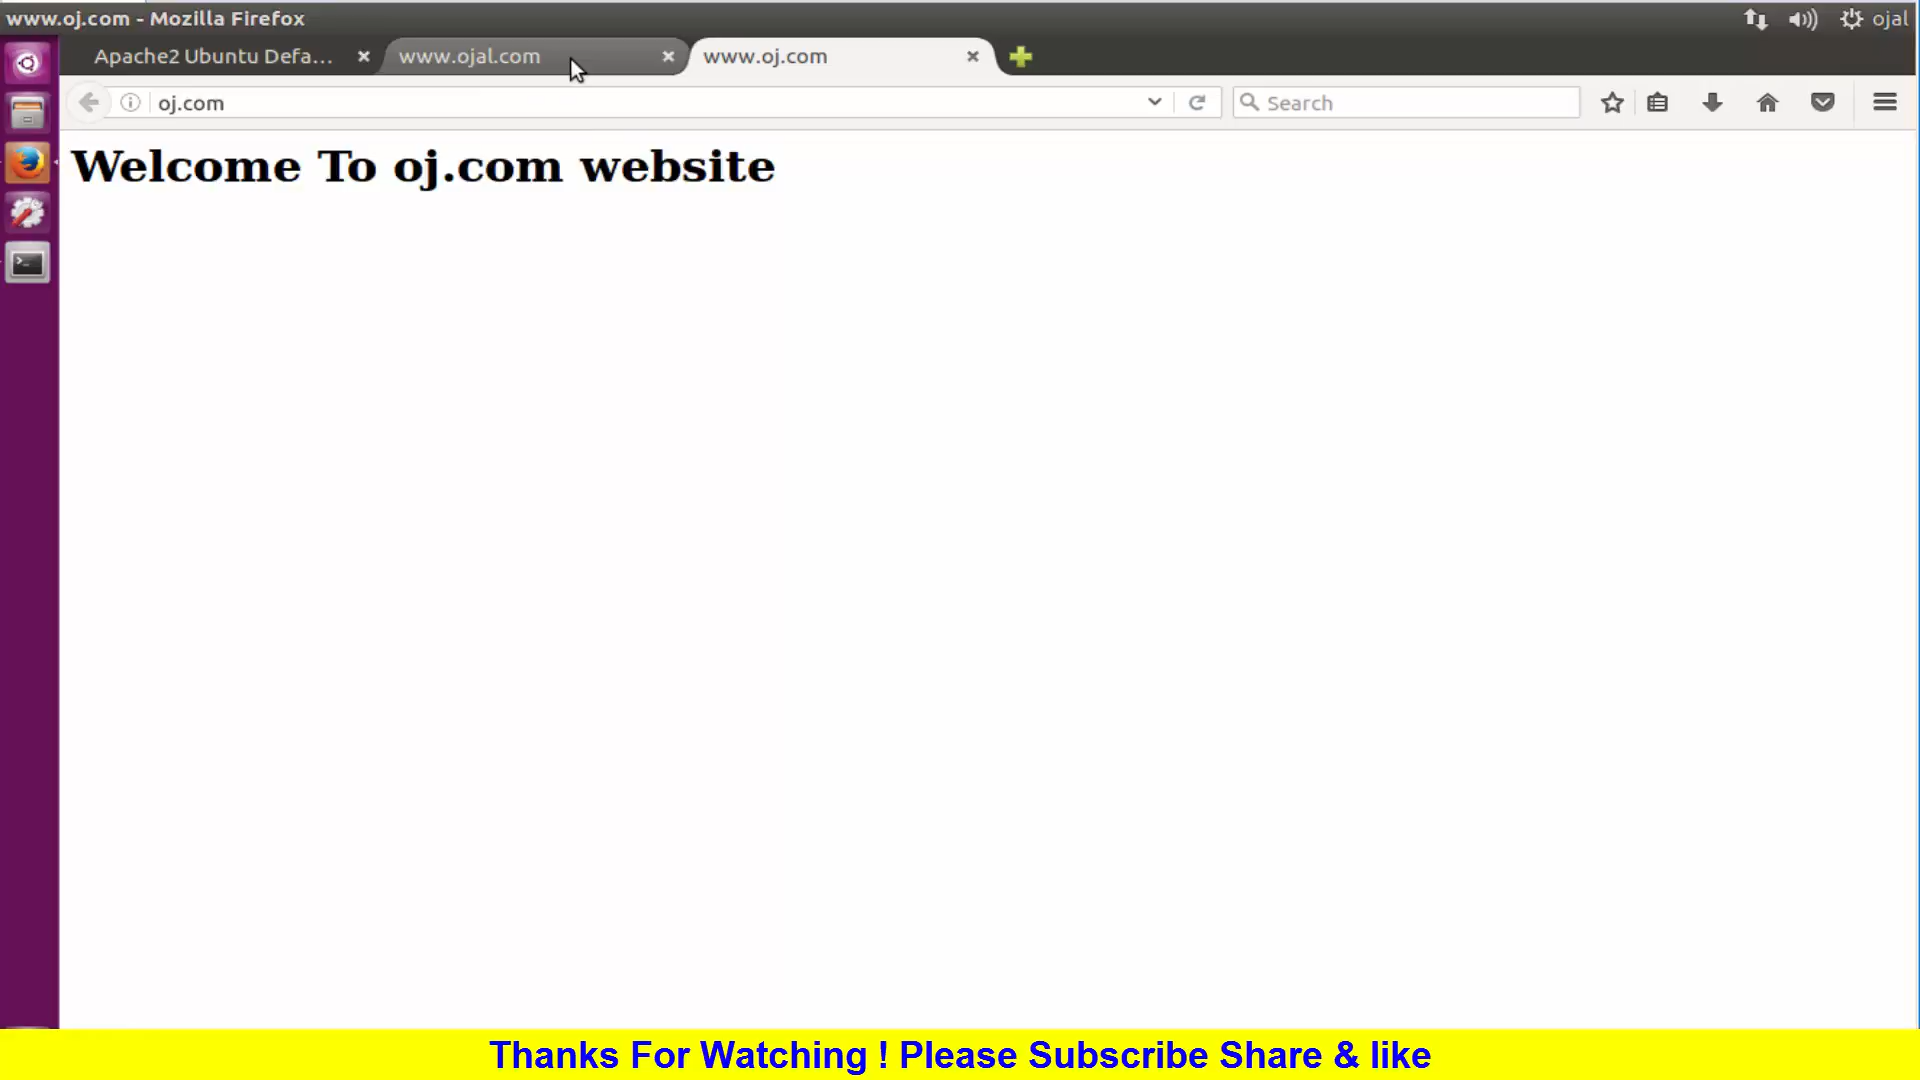 www.oj.com - Mozilla Firefox
ojal
Apache2 Ubuntu Defa...
www.ojal.com
www.oj.com
oj.com
Search
Welcome To oj.com website
Thanks For Watching ! Please Subscribe Share & like